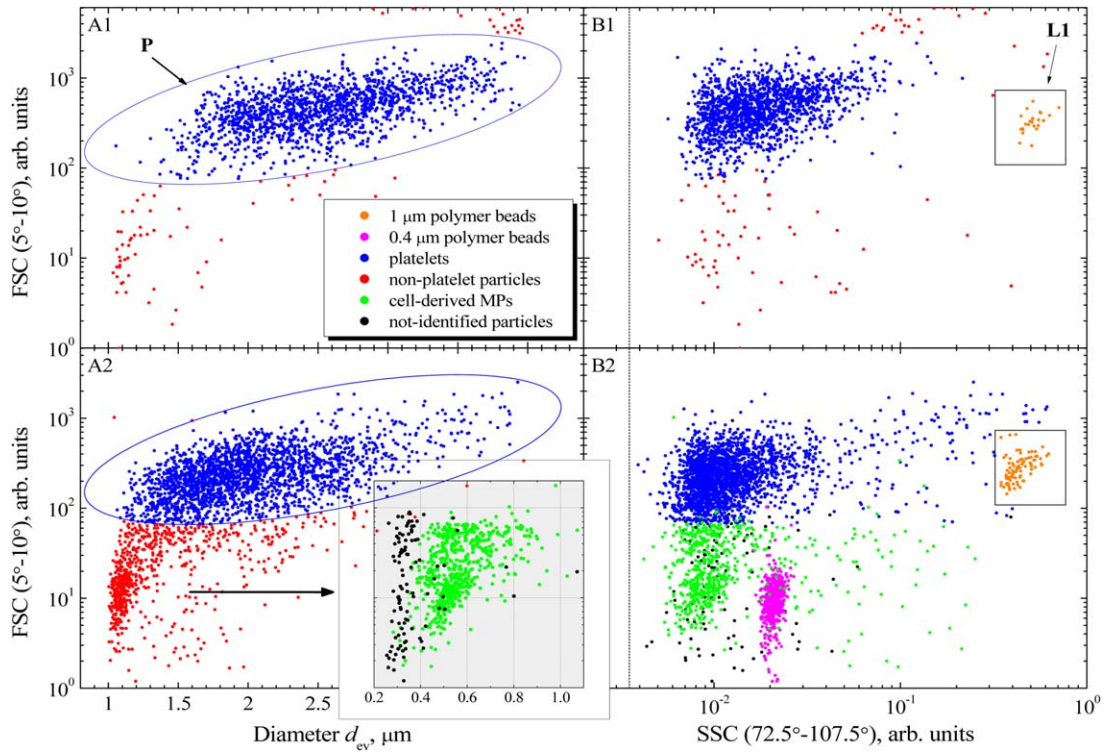 A1
P
B1
L1
10³
10²
10¹
10⁰
FSC (5°-10°), arb. units
1 μm polymer beads
0.4 μm polymer beads
platelets
non-platelet particles
cell-derived MPs
not-identified particles
A2
B2
10³
10²
10¹
10⁰
FSC (5°-10°), arb. units
0.2 0.4 0.6 0.8 1.0
1 1.5 2 2.5
10⁻² 10⁻¹ 10⁰
Diameter d_ev, μm
SSC (72.5°-107.5°), arb. units